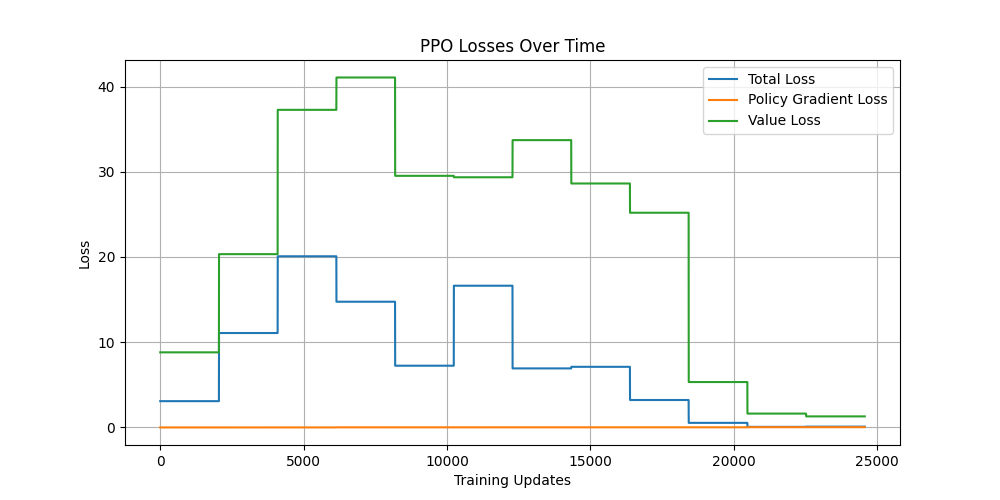 PPO Losses Over Time
Total Loss
Policy Gradient Loss
Value Loss
Loss
40
30
20
10
0
0 5000 10000 15000 20000 25000
Training Updates